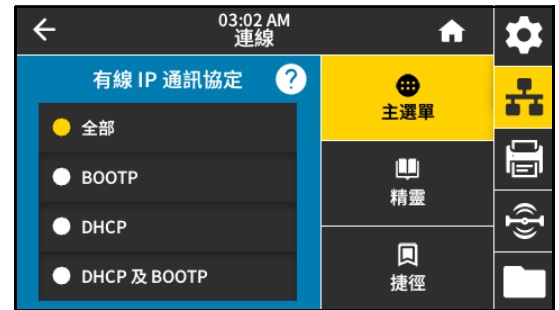 03:02 AM
連線
有線 IP 通訊協定 ?
全部
BOOTP
DHCP
DHCP 及 BOOTP
主選單
精靈
捷徑